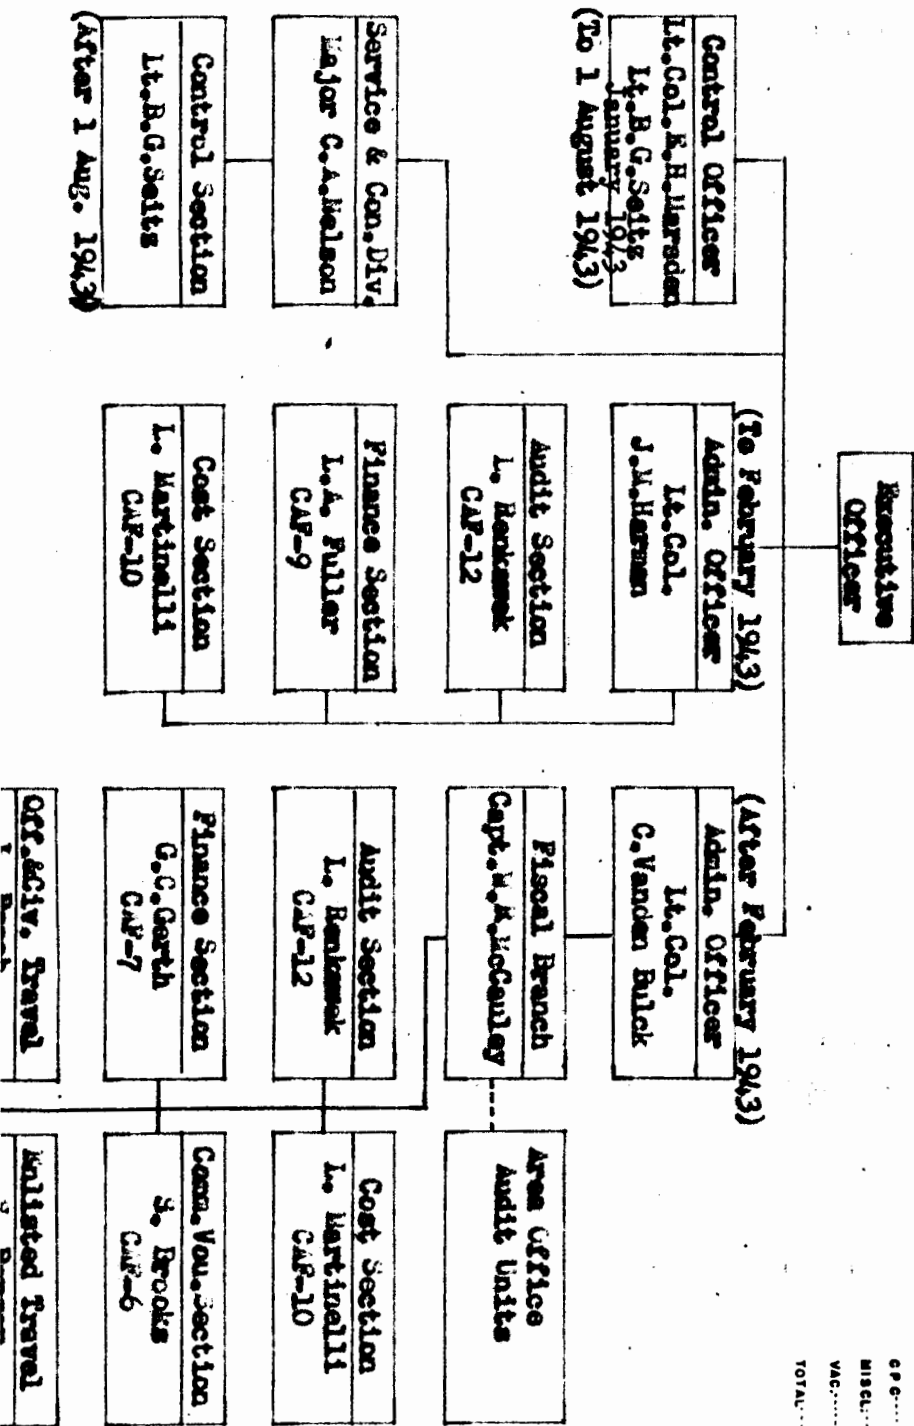 Executive
Officer
Control Officer
Lt.Col.E.H.Marsden
Lt.B.G.Seitz
January 1943
(To 1 August 1943)
Service & Con.Div.
Major C.A.Nelson
Control Section
Lt.B.G.Seitz
(After 1 Aug. 1943)
(To February 1943)
Admin. Officer
Lt.Col.
J.M.Harman
Audit Section
L. Renkawek
CAF-12
Finance Section
L.A. Fuller
CAF-9
Cost Section
L. Martinelli
CAF-10
(After February 1943)
Admin. Officer
Lt.Col.
C.Vanden Bulck
Fiscal Branch
Capt.W.M.McCauley
Area Office
Audit Units
Audit Section
L. Renkawek
CAF-12
Cost Section
L. Martinelli
CAF-10
Finance Section
G.C.Gerth
CAF-7
Comm.Vou.Section
S. Brooks
CAF-6
Off.&Civ. Travel
Enlisted Travel
CPC
MISCL:
VAC:
TOTAL: